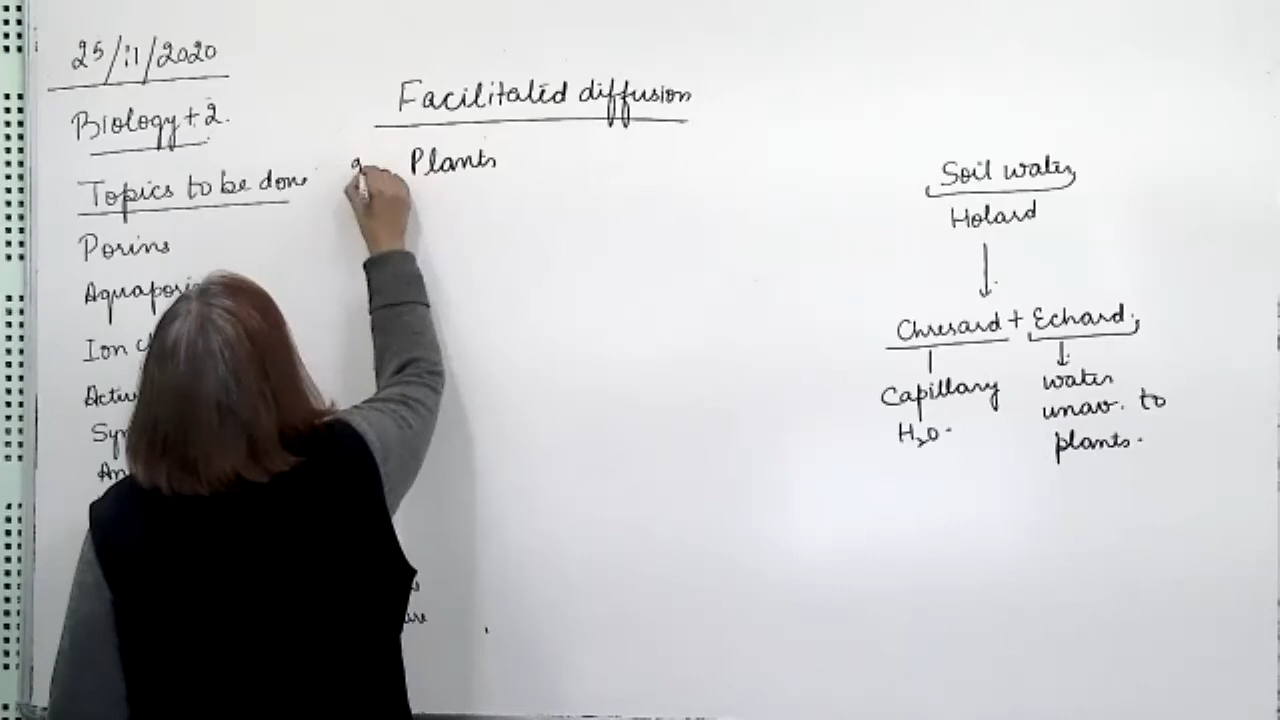 25/11/2020
Biology +2.
Topics to be done
Porins
Ion
Facilitated diffusion
Plants
Soil water
Holard
Chresard + Echard.
Capillary
H2O.
water
unav. to
plants.